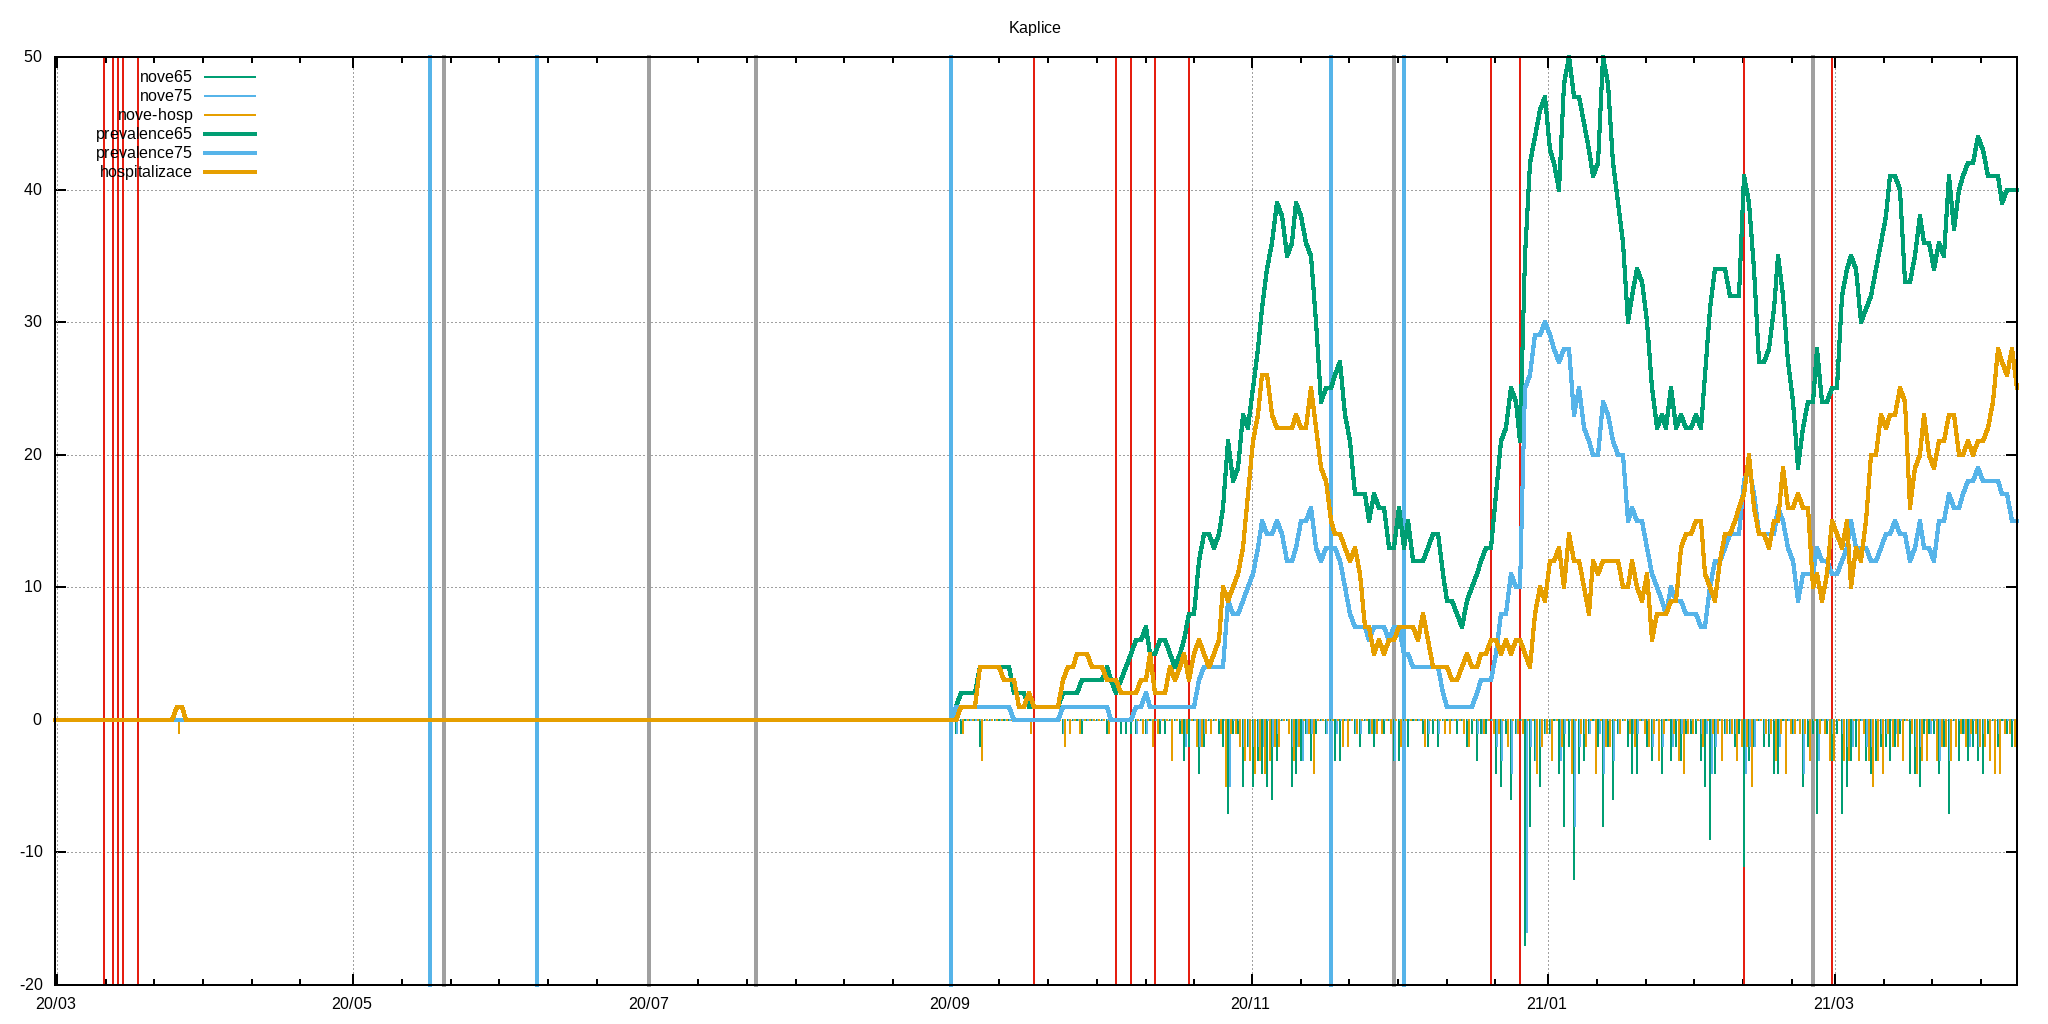 Kaplice
50
nove65
nove75
nove-hosp
prevalence65
prevalence75
hospitalizace
40
30
20
10
0
-10
-20
20/03 20/05 20/07 20/09 20/11 21/01 21/03